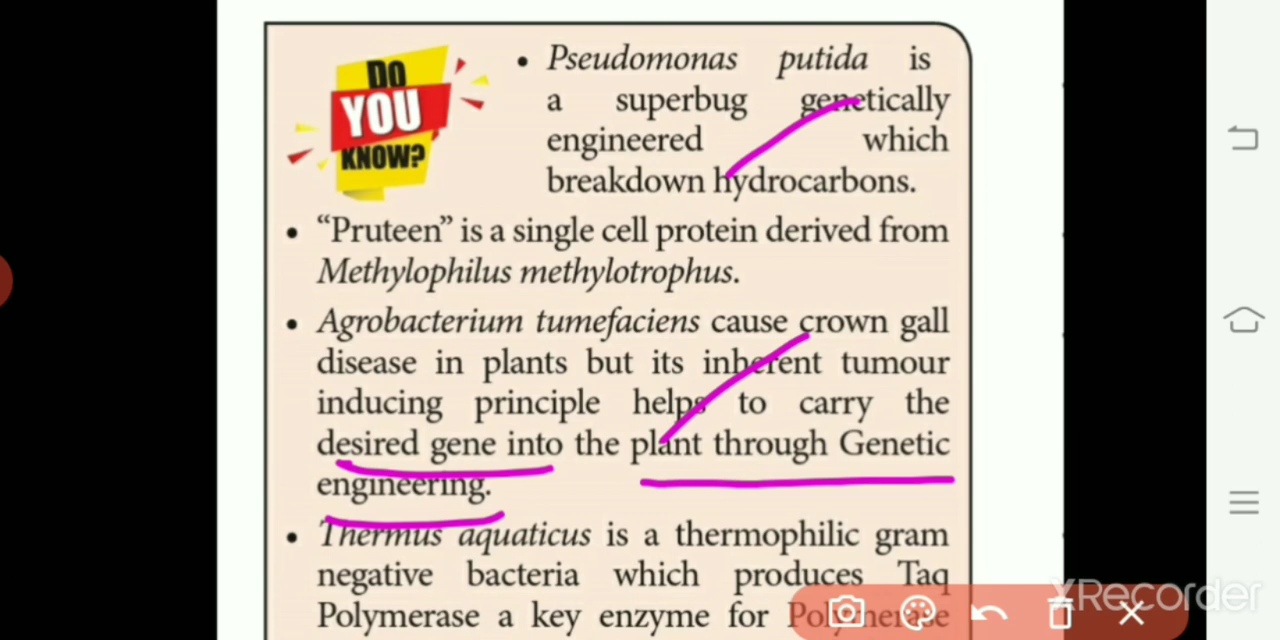 DO
YOU
KNOW?
• Pseudomonas putida is
a superbug genetically
engineered which
breakdown hydrocarbons.
• “Pruteen” is a single cell protein derived from
Methylophilus methylotrophus.
• Agrobacterium tumefaciens cause crown gall
disease in plants but its inherent tumour
inducing principle helps to carry the
desired gene into the plant through Genetic
engineering.
• Thermus aquaticus is a thermophilic gram
negative bacteria which produces Taq
Polymerase a key enzyme for Polymerase
XRecorder